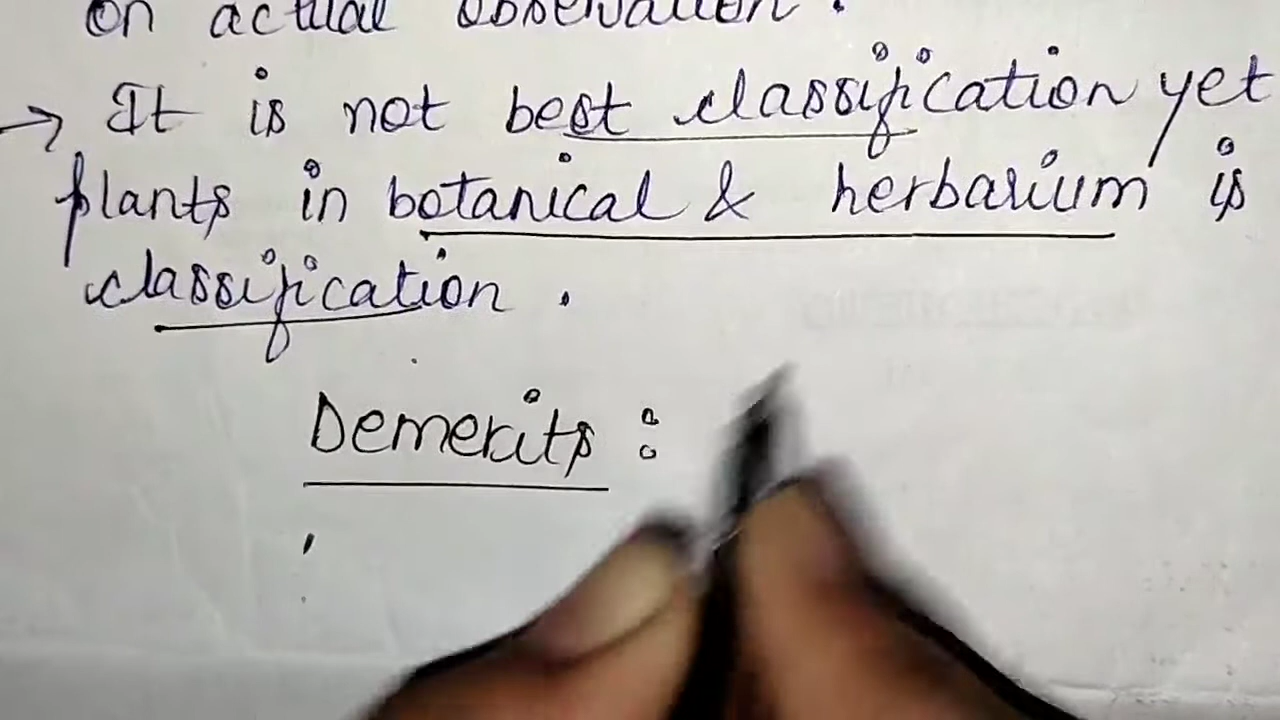 on actual observation.
→ It is not best classification yet
plants in botanical & herbarium is
classification.
Demerits :